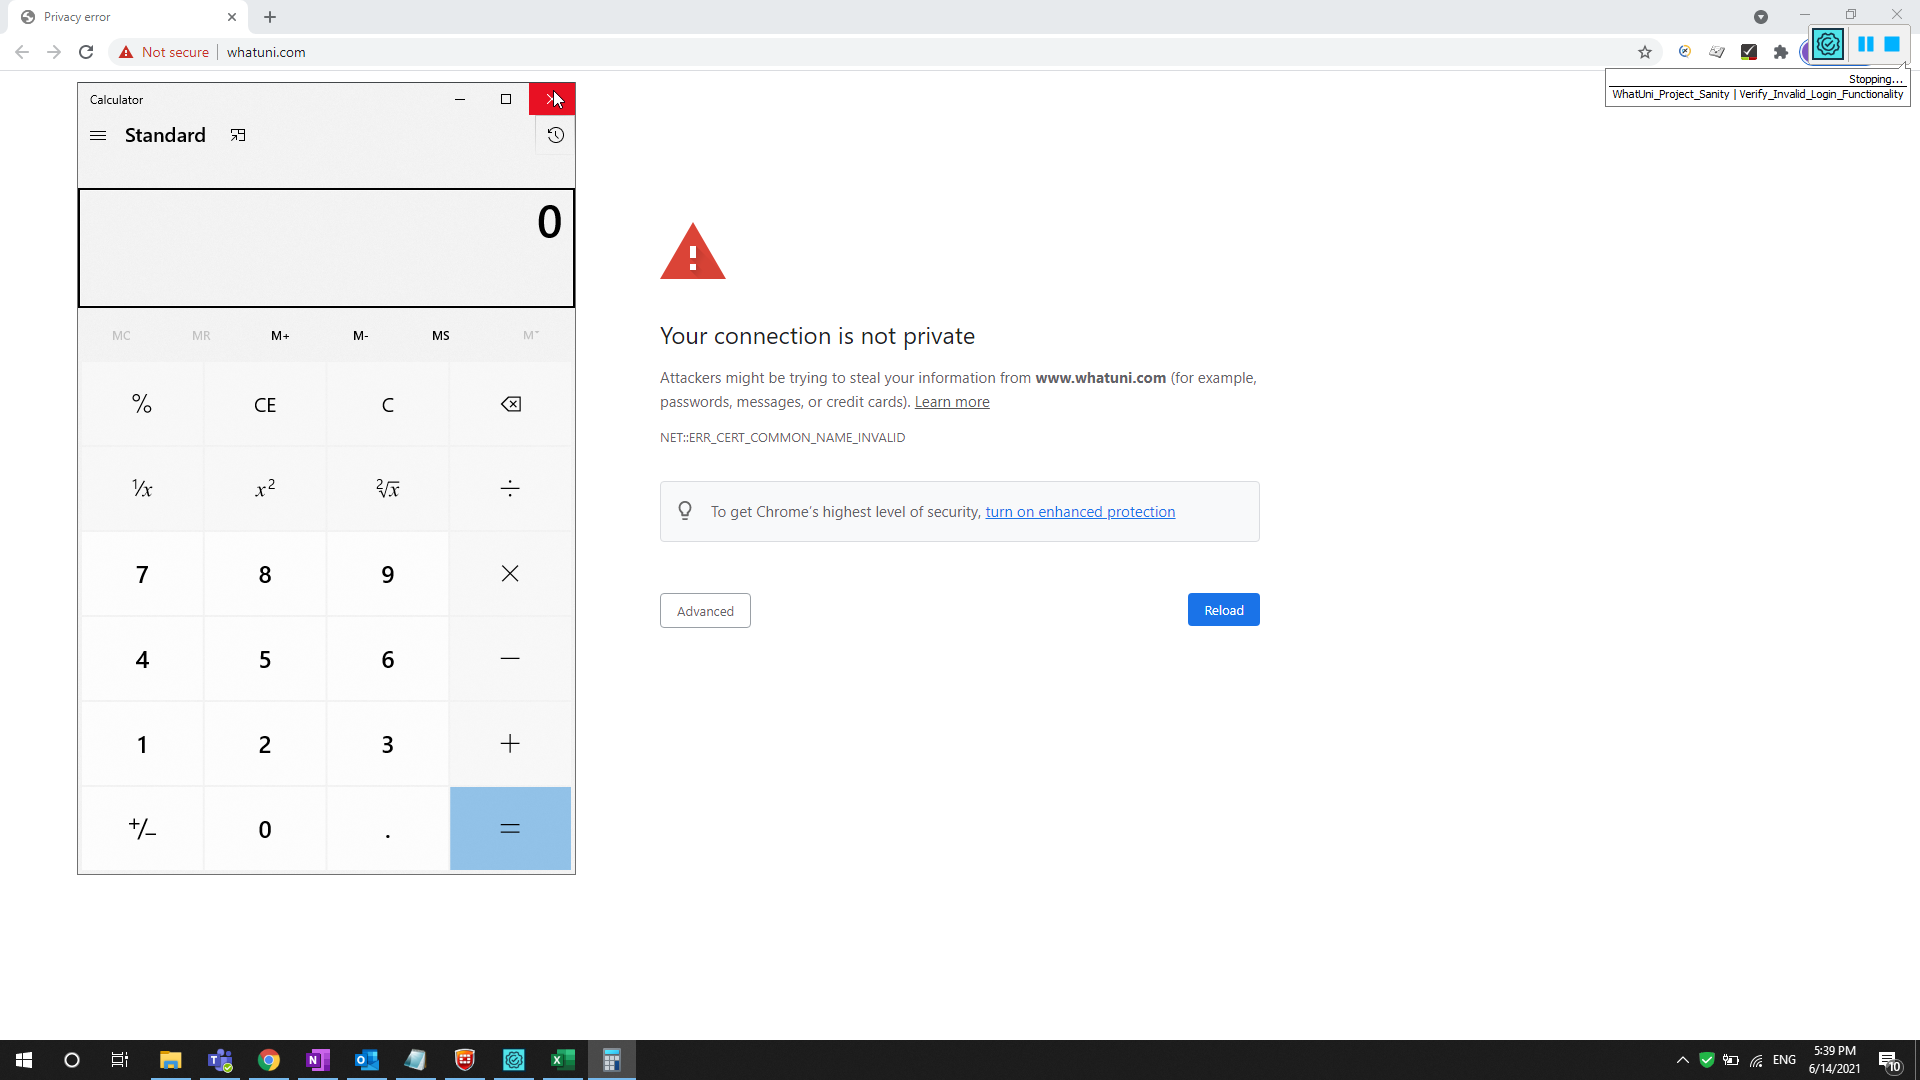 Privacy error
Not secure
whatuni.com
Stopping...
WhatUni_Project_Sanity | Verify_Invalid_Login_Functionality
Calculator
Standard
0
MC MR M+ M- MS M˅
% CE C
¹/x x² ²√x ÷
7 8 9 ×
4 5 6 −
1 2 3 +
+/− 0 . =
Your connection is not private
Attackers might be trying to steal your information from www.whatuni.com (for example,
passwords, messages, or credit cards). Learn more
NET::ERR_CERT_COMMON_NAME_INVALID
To get Chrome's highest level of security, turn on enhanced protection
Advanced
Reload
ENG
5:39 PM
6/14/2021
10